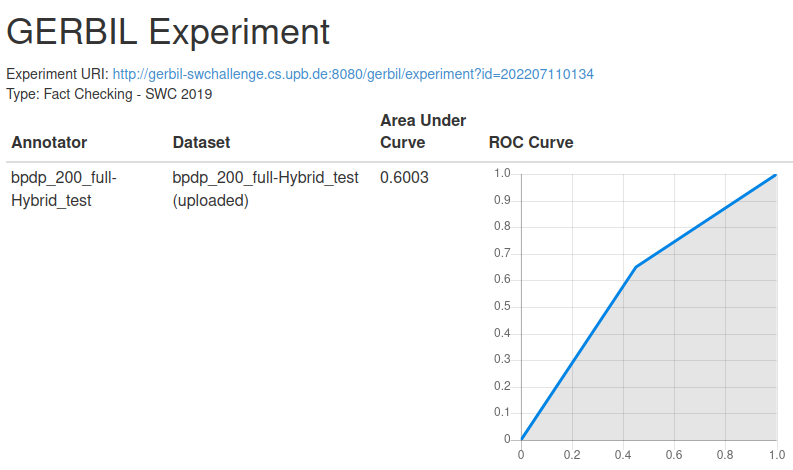 GERBIL Experiment
Experiment URI: http://gerbil-swchallenge.cs.upb.de:8080/gerbil/experiment?id=202207110134
Type: Fact Checking - SWC 2019
Annotator Dataset Area Under Curve ROC Curve
bpdp_200_full-
Hybrid_test
bpdp_200_full-Hybrid_test
(uploaded)
0.6003
1.0
0.9
0.8
0.7
0.6
0.5
0.4
0.3
0.2
0.1
0
0 0.2 0.4 0.6 0.8 1.0